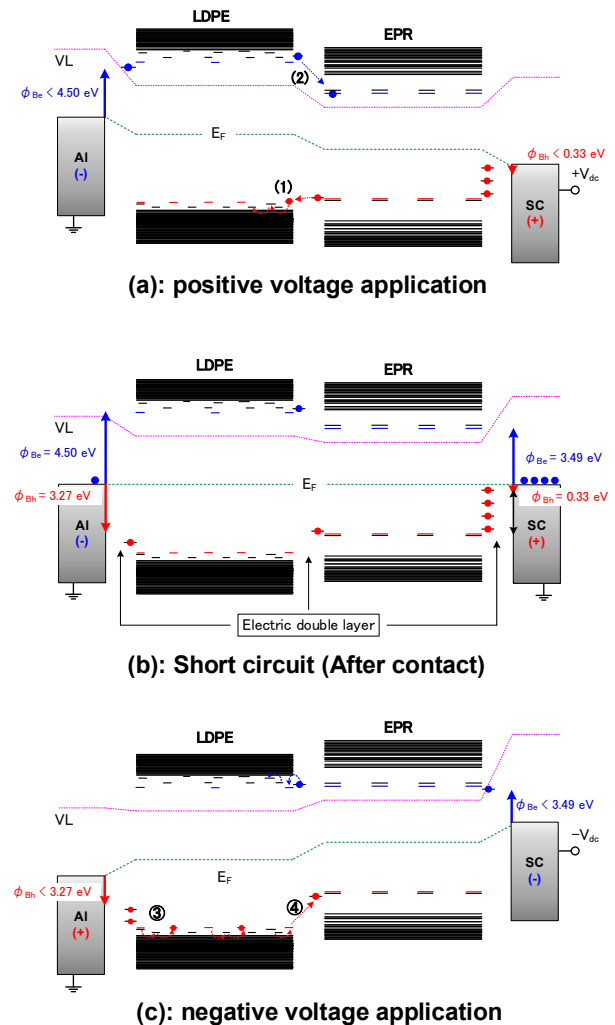 LDPE
EPR
VL
(2)
ϕBe < 4.50 eV
EF
ϕBh < 0.33 eV
Al
(-)
(1)
+Vdc
SC
(+)
(a): positive voltage application
LDPE
EPR
VL
ϕBe = 4.50 eV
ϕBe = 3.49 eV
EF
ϕBh = 3.27 eV
ϕBh = 0.33 eV
Al
(-)
SC
(+)
Electric double layer
(b): Short circuit (After contact)
LDPE
EPR
VL
ϕBe < 3.49 eV
−Vdc
EF
ϕBh < 3.27 eV
SC
(-)
Al
(+)
③
④
(c): negative voltage application